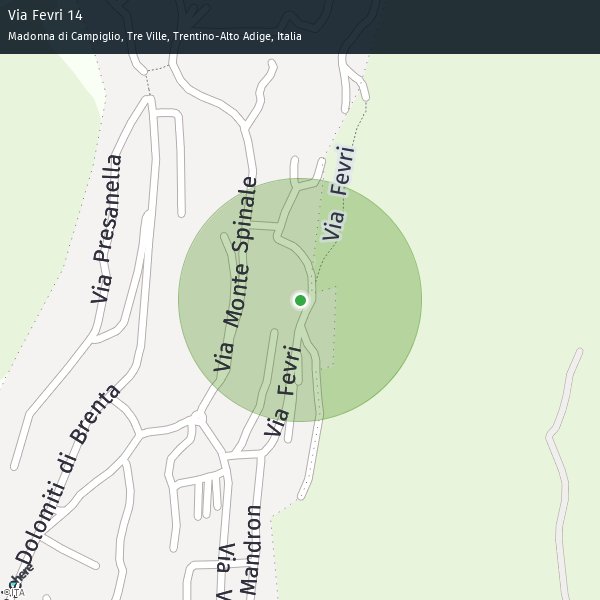 Via Fevri 14
Madonna di Campiglio, Tre Ville, Trentino-Alto Adige, Italia
Via Fevri
Via Presanella
Via Monte Spinale
Via Fevri
Dolomiti di Brenta
Mandron
Via V
here
©ITA